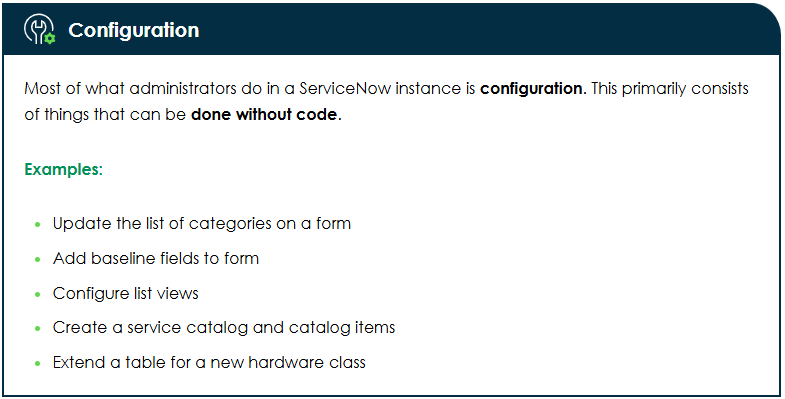 Configuration
Most of what administrators do in a ServiceNow instance is configuration. This primarily consists
of things that can be done without code.
Examples:
• Update the list of categories on a form
• Add baseline fields to form
• Configure list views
• Create a service catalog and catalog items
• Extend a table for a new hardware class